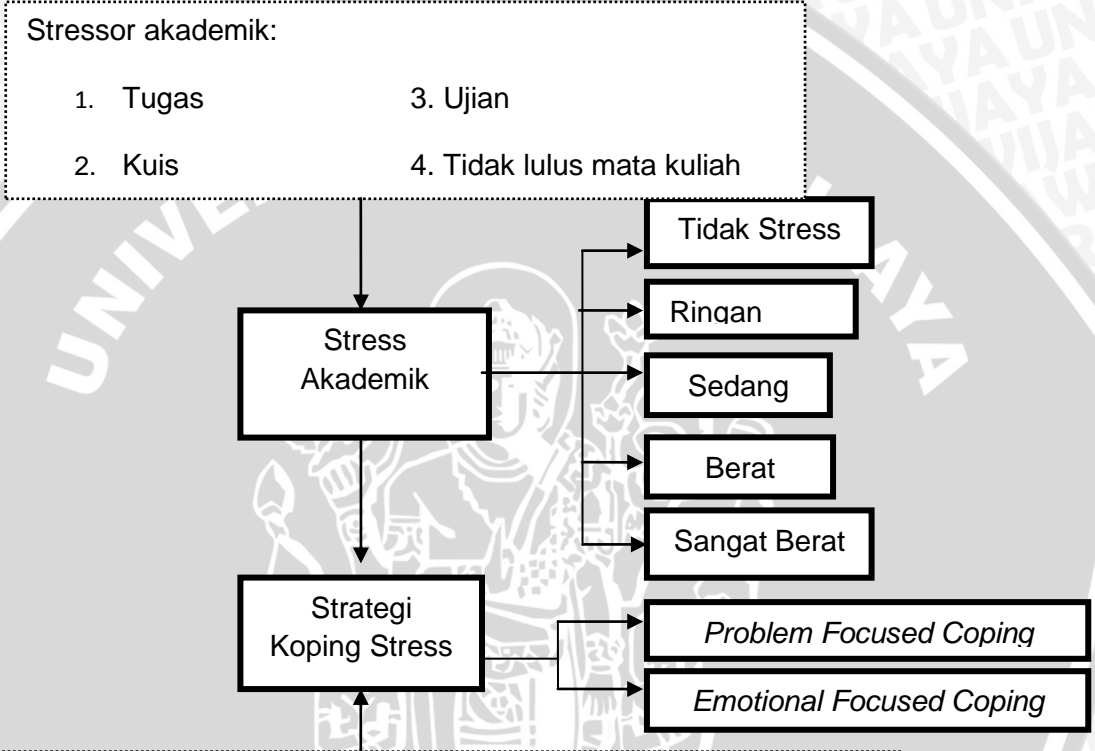 Stressor akademik:
1. Tugas
3. Ujian
2. Kuis
4. Tidak lulus mata kuliah
Tidak Stress
Ringan
Stress
Akademik
Sedang
Berat
Sangat Berat
Strategi
Koping Stress
Problem Focused Coping
Emotional Focused Coping